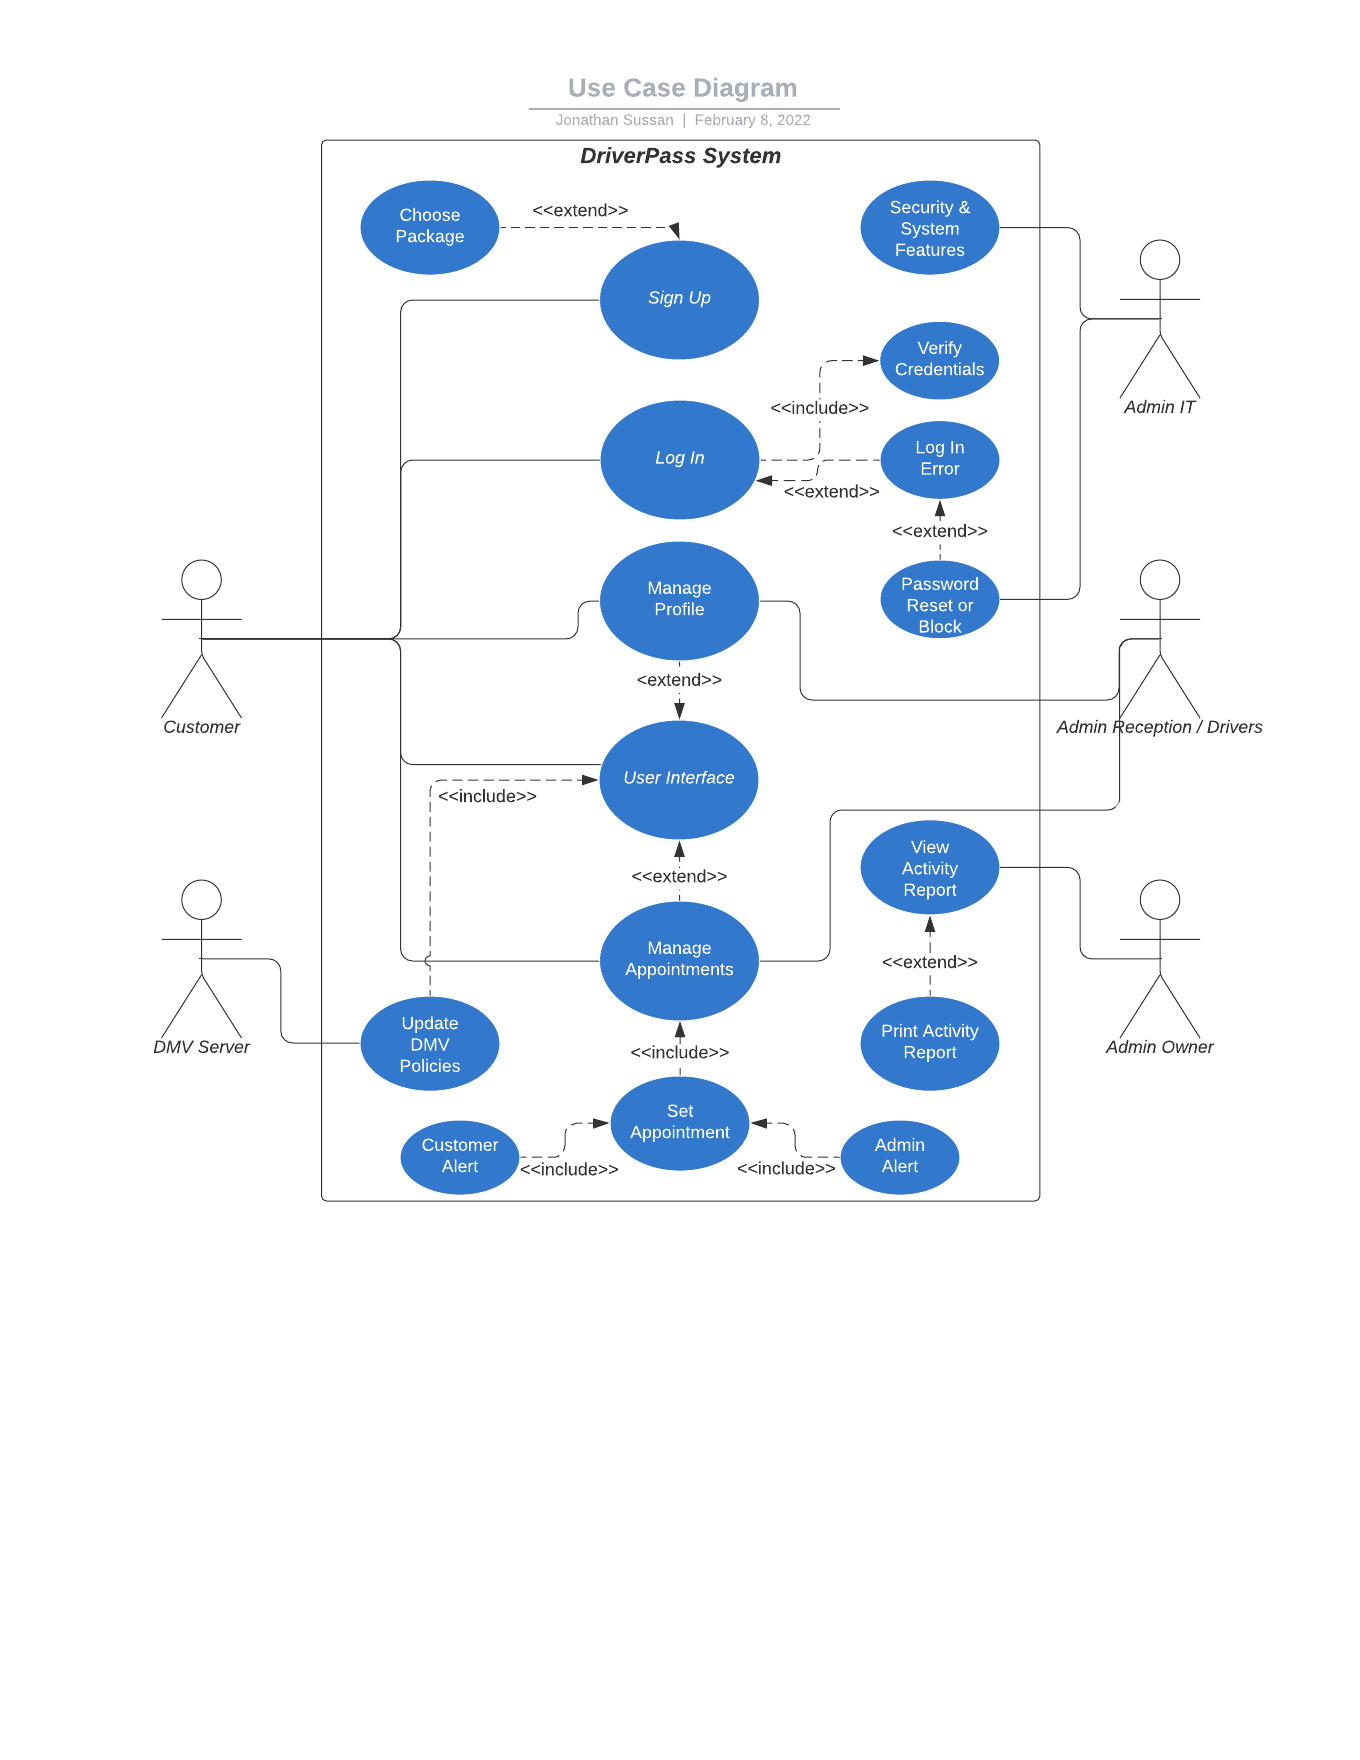 Use Case Diagram
Jonathan Sussan | February 8, 2022
DriverPass System
Choose
Package
<<extend>>
Security &
System
Features
Sign Up
Verify
Credentials
<<include>>
Admin IT
Log In
Log In
Error
<<extend>>
<<extend>>
Manage
Profile
Password
Reset or
Block
<extend>>
Customer
Admin Reception / Drivers
User Interface
<<include>>
<<extend>>
View
Activity
Report
Manage
Appointments
<<extend>>
Update
DMV
Policies
Print Activity
Report
DMV Server
Admin Owner
<<include>>
Set
Appointment
Customer
Alert
<<include>>
<<include>>
Admin
Alert